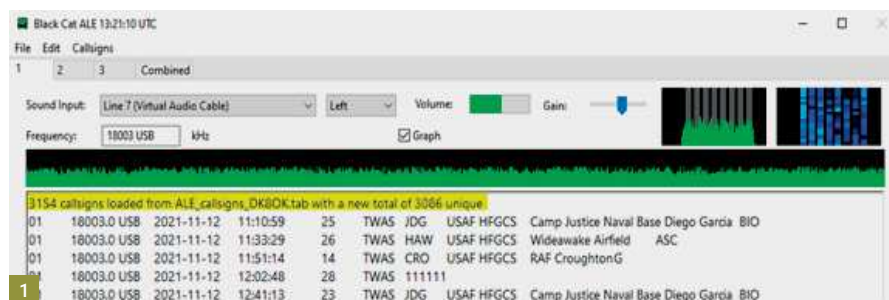 Black Cat ALE 13:21:10 UTC
File Edit Callsigns
1 2 3 Combined
Sound Input: Line 7 (Virtual Audio Cable) Left Volume: Gain:
Frequency: 18003 USB kHz Graph
3154 callsigns loaded from ALE_callsigns_DK8OK.tab with a new total of 3086 unique
01 18003.0 USB 2021-11-12 11:10:59 25 TWAS JDG USAF HFGCS Camp Justice Naval Base Diego Garcia BIO
01 18003.0 USB 2021-11-12 11:33:29 26 TWAS HAW USAF HFGCS Wideawake Airfield ASC
01 18003.0 USB 2021-11-12 11:51:14 14 TWAS CRO USAF HFGCS RAF CroughtonG
18003.0 USB 2021-11-12 12:02:48 28 TWAS 111111
1 18003.0 USB 2021-11-12 12:41:13 23 TWAS JDG USAF HFGCS Camp Justice Naval Base Diego Garcia BIO